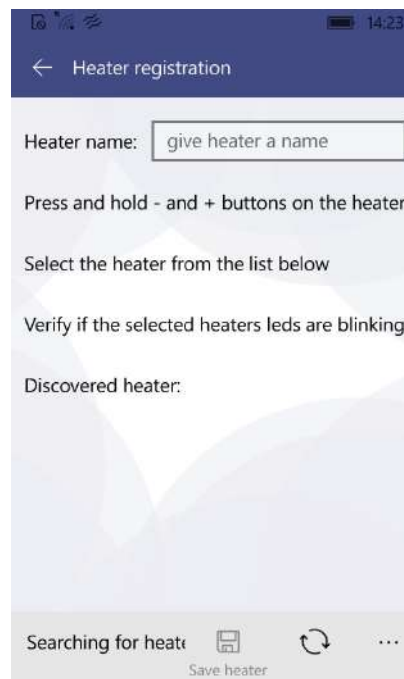 14:23
Heater registration
Heater name: give heater a name
Press and hold - and + buttons on the heater
Select the heater from the list below
Verify if the selected heaters leds are blinking
Discovered heater:
Searching for heate
Save heater